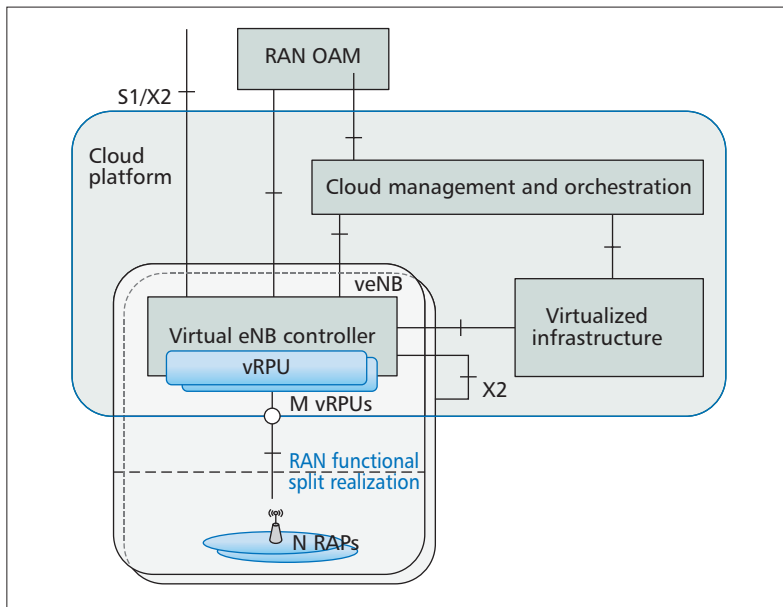 RAN OAM
S1/X2
Cloud
platform
Cloud management and orchestration
veNB
Virtual eNB controller
Virtualized
infrastructure
vRPU
X2
M vRPUs
RAN functional
split realization
N RAPs